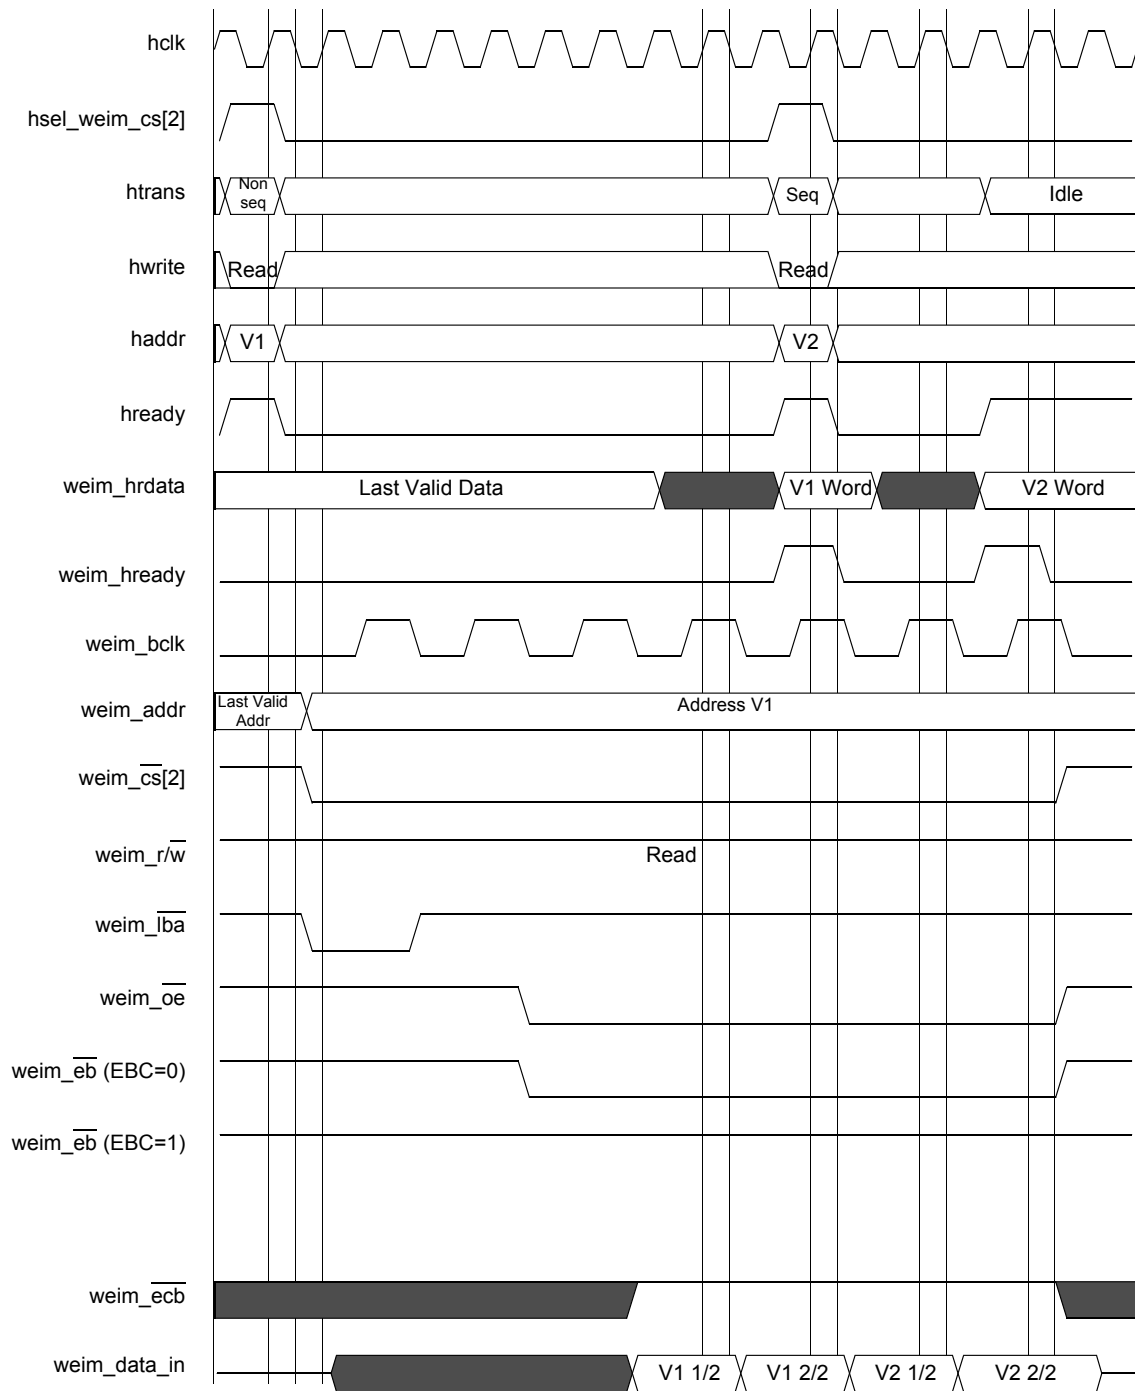 hclk
hsel_weim_cs[2]
htrans Non seq Seq Idle
hwrite Read Read
haddr V1 V2
hready
weim_hrdata Last Valid Data V1 Word V2 Word
weim_hready
weim_bclk
weim_addr Last Valid Addr Address V1
weim_cs[2]
weim_r/w Read
weim_lba
weim_oe
weim_eb (EBC=0)
weim_eb (EBC=1)
weim_ecb
weim_data_in V1 1/2 V1 2/2 V2 1/2 V2 2/2